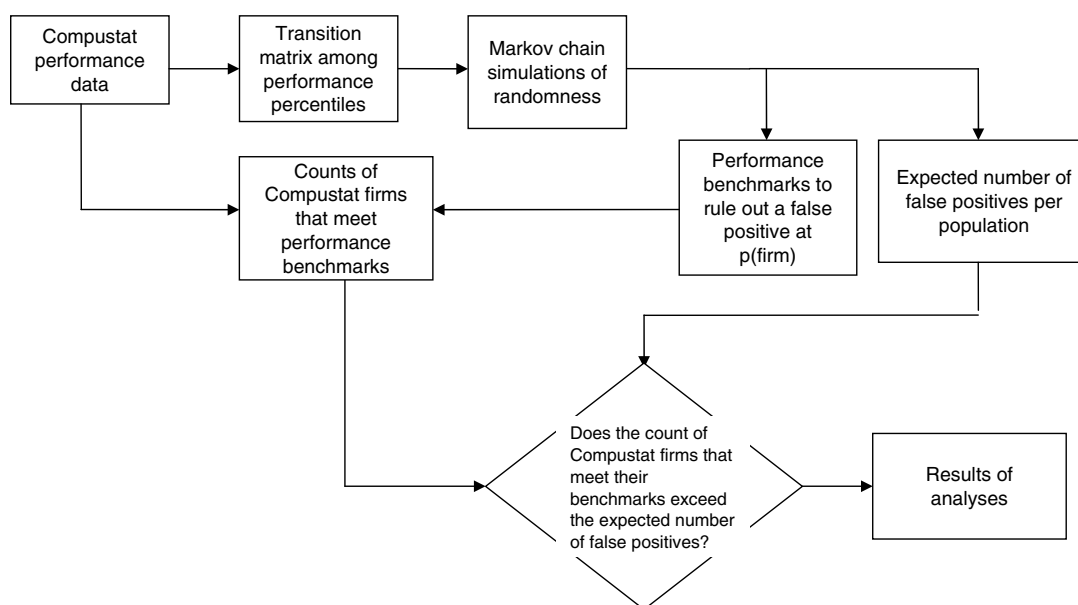 Compustat
performance
data
Transition
matrix among
performance
percentiles
Markov chain
simulations of
randomness
Counts of
Compustat firms
that meet
performance
benchmarks
Performance
benchmarks to
rule out a false
positive at
p(firm)
Expected number of
false positives per
population
Does the count of
Compustat firms that
meet their
benchmarks exceed
the expected number
of false positives?
Results of
analyses